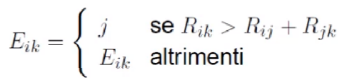 E_{ik} = { j se R_{ik} > R_{ij} + R_{jk}
E_{ik} altrimenti